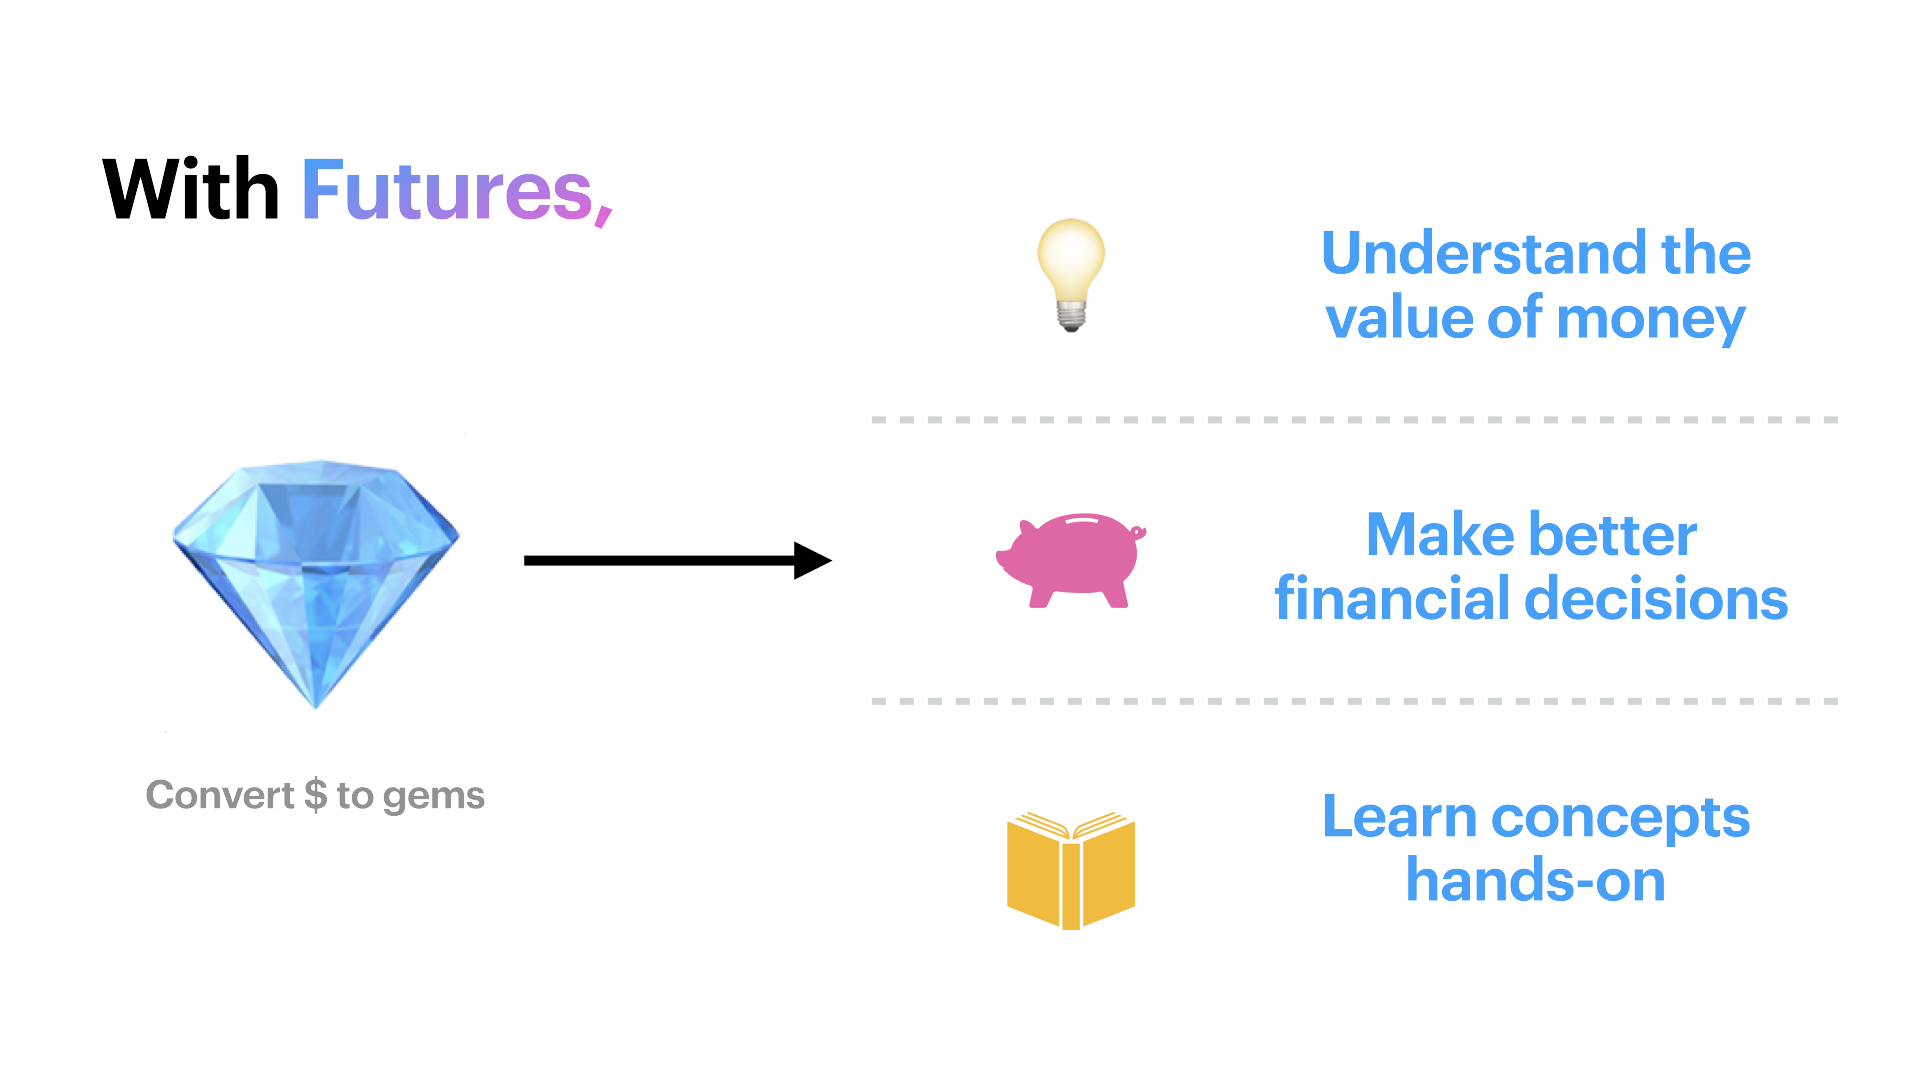 With Futures,
Convert $ to gems
Understand the
value of money
Make better
financial decisions
Learn concepts
hands-on